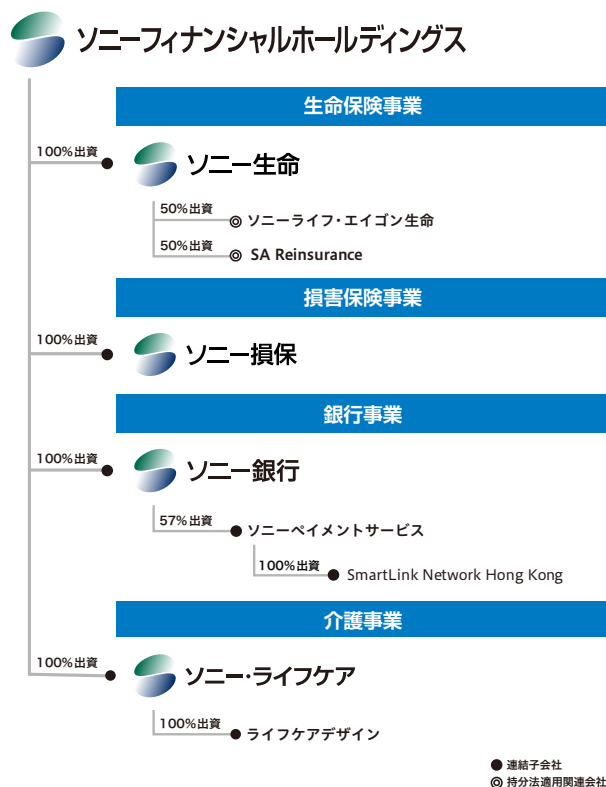 ソニーフィナンシャルホールディングス
生命保険事業
100%出資
ソニー生命
50%出資
ソニーライフ・エイゴン生命
50%出資
SA Reinsurance
損害保険事業
100%出資
ソニー損保
銀行事業
100%出資
ソニー銀行
57%出資
ソニーペイメントサービス
100%出資
SmartLink Network Hong Kong
介護事業
100%出資
ソニー・ライフケア
100%出資
ライフケアデザイン
連結子会社
持分法適用関連会社